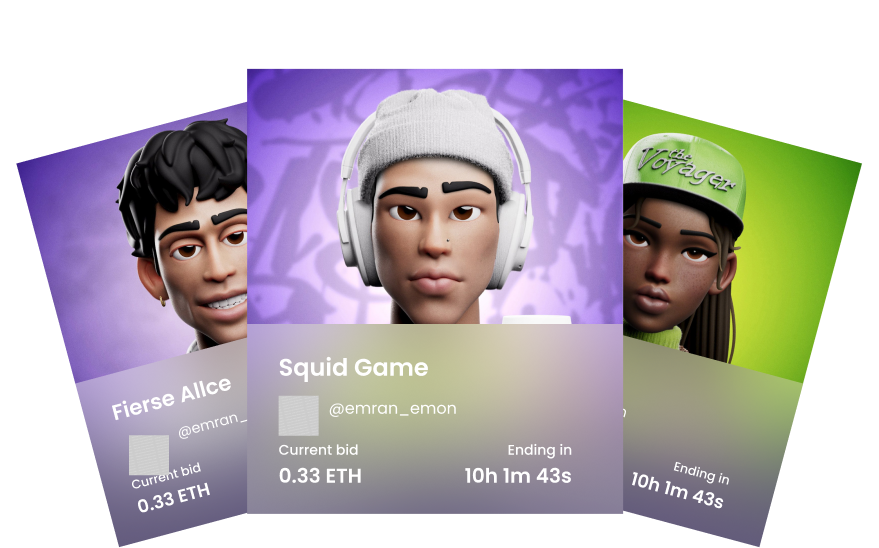 Fierse Allce
@emran_
Current bid
0.33 ETH
Squid Game
@emran_emon
Current bid
0.33 ETH
Ending in
10h 1m 43s
the
Voyager
n
Ending in
10h 1m 43s